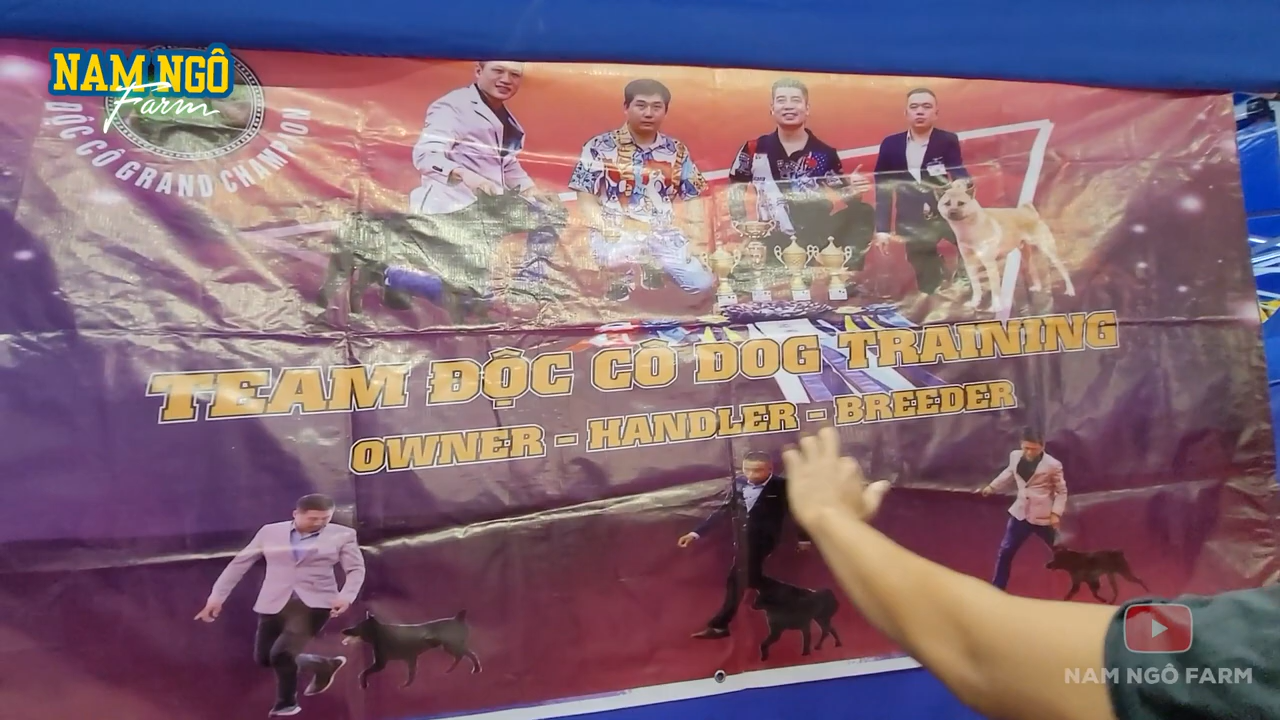 NAM NGÔ
Farm
ĐỘC CÔ GRAND CHAMPION
TEAM ĐỘC CÔ DOG TRAINING
OWNER - HANDLER - BREEDER
NAM NGÔ FARM